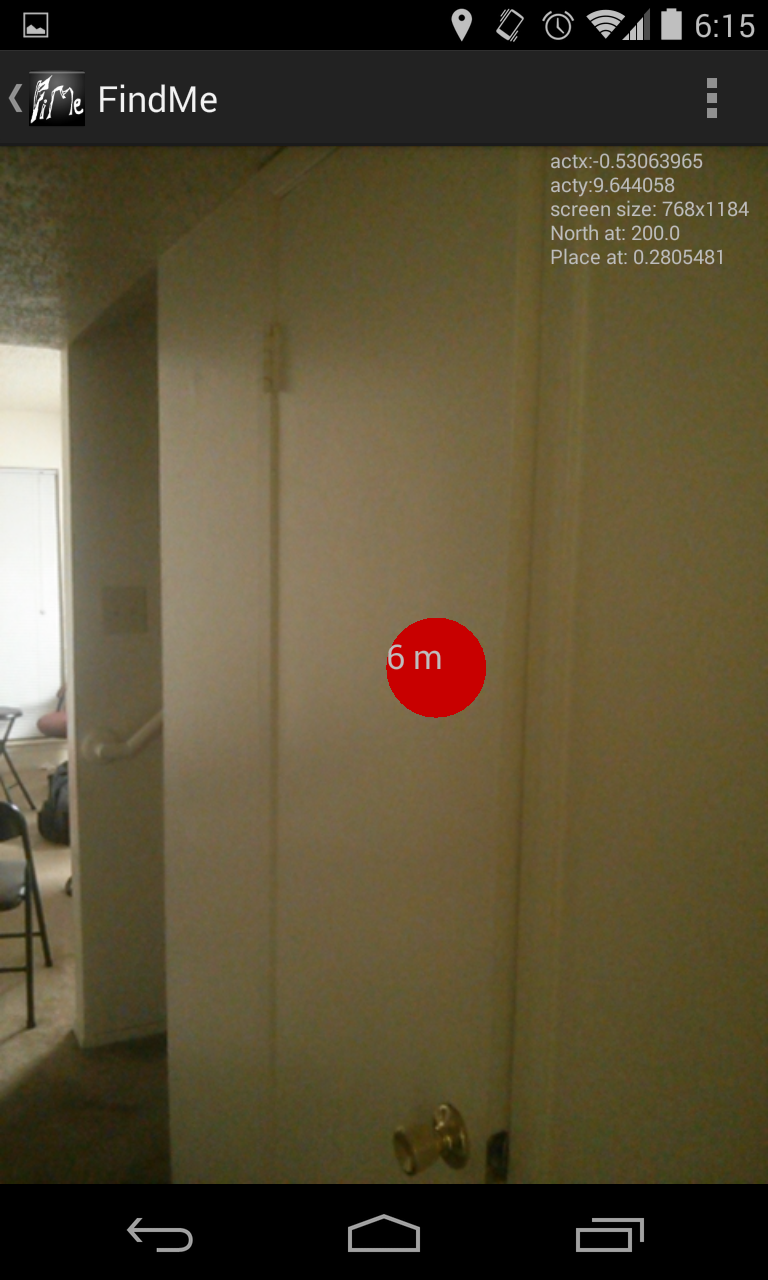 6:15
FiMe
FindMe
actx:-0.53063965
acty:9.644058
screen size: 768x1184
North at: 200.0
Place at: 0.2805481
6 m